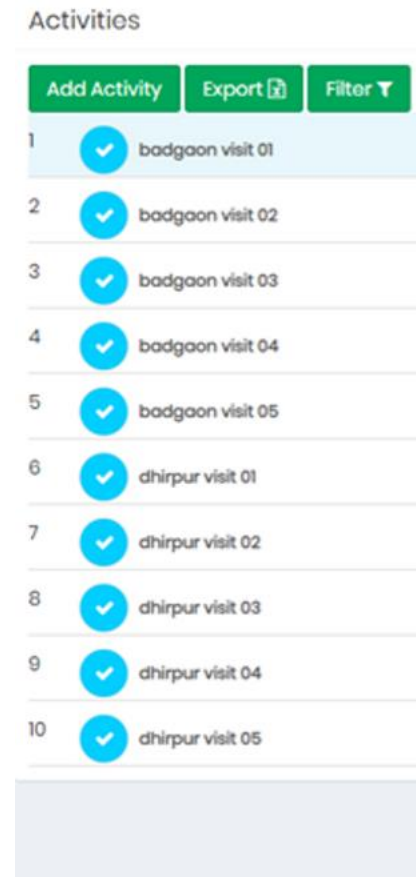 Activities
Add Activity Export Filter
1 badgaon visit 01
2 badgaon visit 02
3 badgaon visit 03
4 badgaon visit 04
5 badgaon visit 05
6 dhirpur visit 01
7 dhirpur visit 02
8 dhirpur visit 03
9 dhirpur visit 04
10 dhirpur visit 05